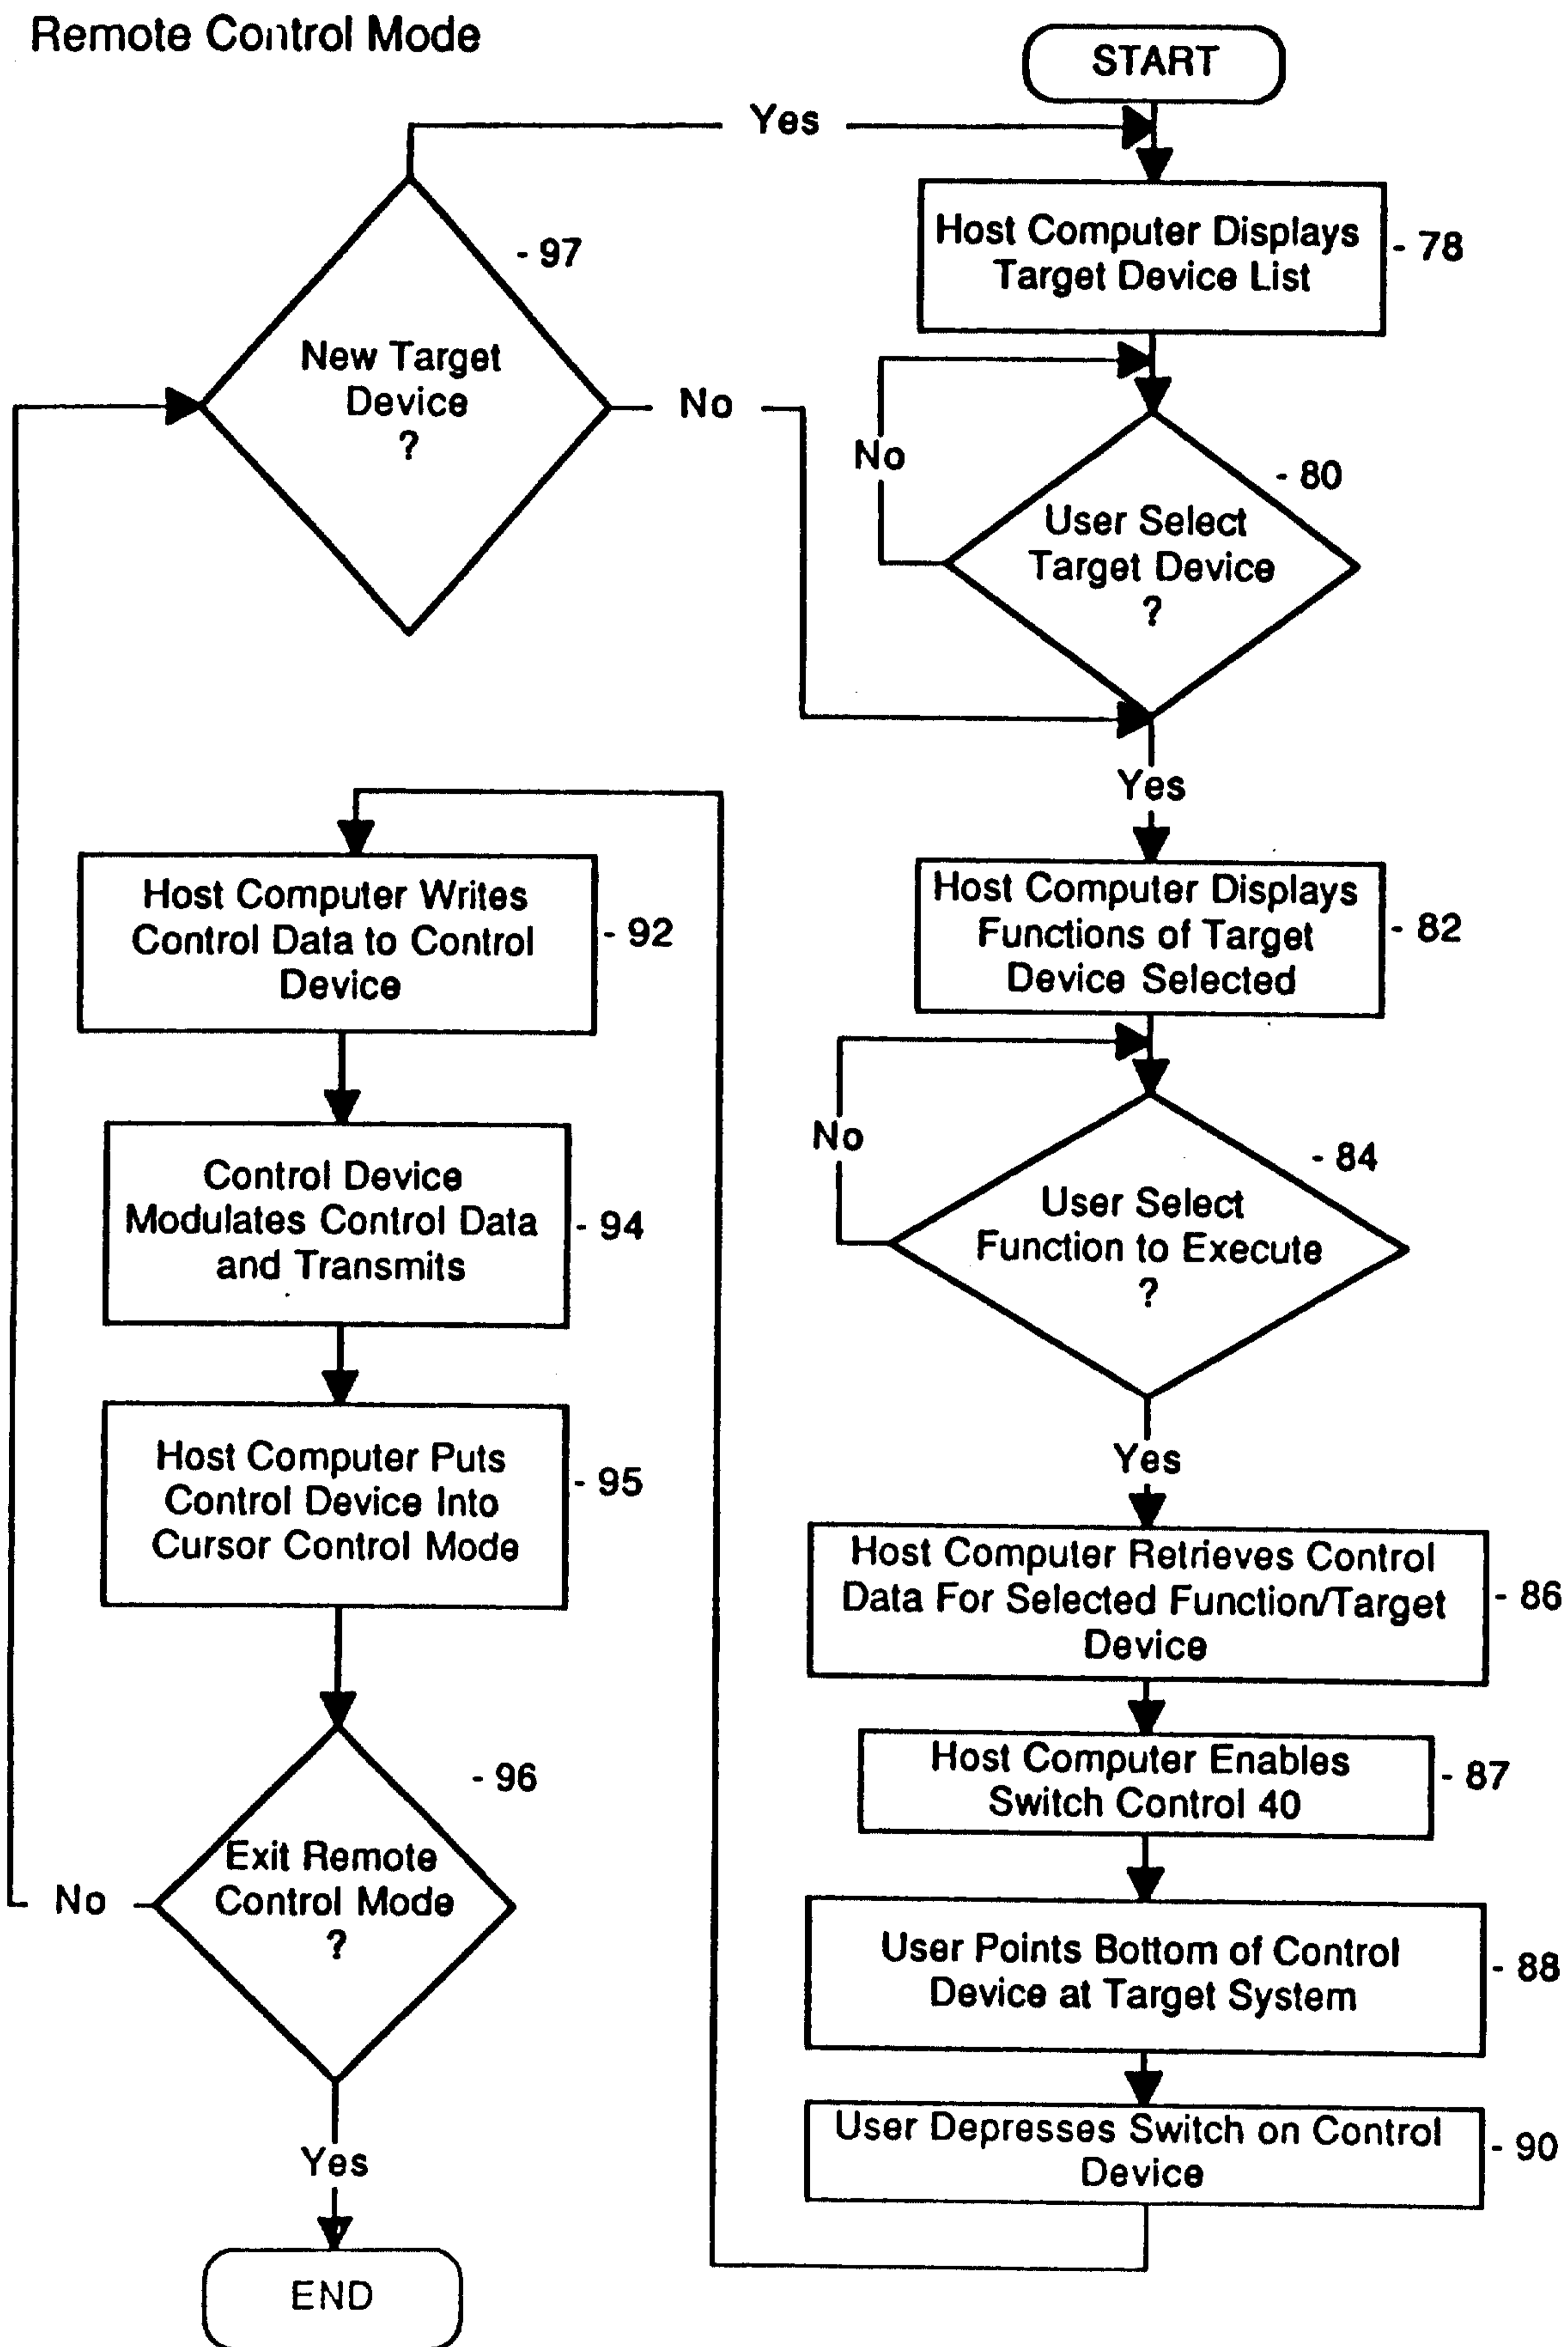 Remote Control Mode
START
Yes
Host Computer Displays
Target Device List
- 78
- 97
New Target
Device
?
No
No
- 80
User Select
Target Device
?
Yes
Host Computer Displays
Functions of Target
Device Selected
- 82
No
- 84
User Select
Function to Execute
?
Yes
Host Computer Retrieves Control
Data For Selected Function/Target
Device
- 86
Host Computer Enables
Switch Control 40
- 87
User Points Bottom of Control
Device at Target System
- 88
User Depresses Switch on Control
Device
- 90
Host Computer Writes
Control Data to Control
Device
- 92
Control Device
Modulates Control Data
and Transmits
- 94
Host Computer Puts
Control Device Into
Cursor Control Mode
- 95
- 96
Exit Remote
Control Mode
?
No
Yes
END